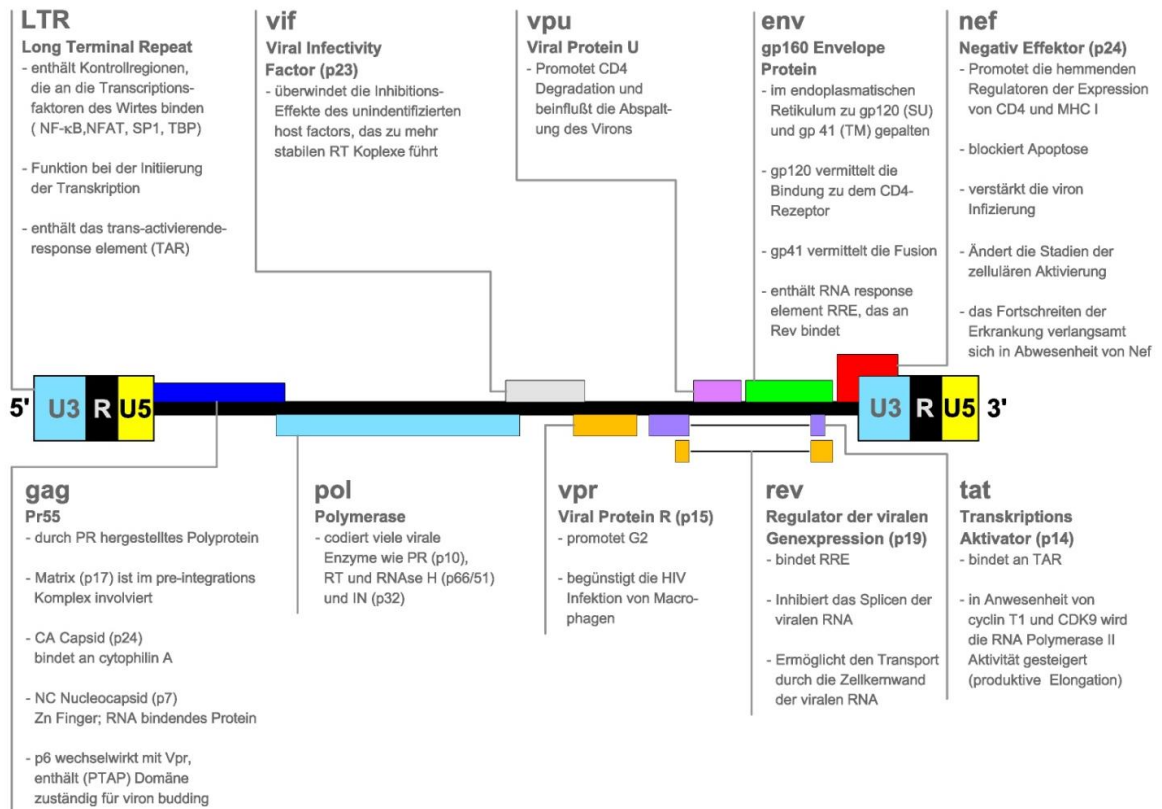 LTR
Long Terminal Repeat
- enthält Kontrollregionen,
die an die Transcriptions-
faktoren des Wirtes binden
( NF-κB,NFAT, SP1, TBP)
- Funktion bei der Initiierung
der Transkription
- enthält das trans-activierende-
response element (TAR)
vif
Viral Infectivity
Factor (p23)
- überwindet des Inhibitions-
Effekte des unindentifizierten
host factors, das zu mehr
stabilen RT Koplexe führt
vpu
Viral Protein U
- Promotet CD4
Degradation und
beinflußt die Abspalt-
ung des Virons
env
gp160 Envelope
Protein
- im endoplasmatischen
Retikulum zu gp120 (SU)
und gp 41 (TM) gepalten
- gp120 vermittelt die
Bindung zu dem CD4-
Rezeptor
- gp41 vermittelt die Fusion
- enthält RNA response
element RRE, das an
Rev bindet
nef
Negativ Effektor (p24)
- Promotet die hemmenden
Regulatoren der Expression
von CD4 und MHC I
- blockiert Apoptose
- verstärkt die viron
Infizierung
- Ändert die Stadien der
zellulären Aktivierung
- das Fortschreiten der
Erkrankung verlangsamt
sich in Abwesenheit von Nef
5' U3 R U5 U3 R U5 3'
gag
Pr55
- durch PR hergestelltes Polyprotein
- Matrix (p17) ist im pre-integrations
Komplex involviert
- CA Capsid (p24)
bindet an cytophilin A
- NC Nucleocapsid (p7)
Zn Finger; RNA bindendes Protein
- p6 wechselwirkt mit Vpr,
enthält (PTAP) Domäne
zuständig für viron budding
pol
Polymerase
- codiert viele virale
Enzyme wie PR (p10),
RT und RNAse H (p66/51)
und IN (p32)
vpr
Viral Protein R (p15)
- promotet G2
- begünstigt die HIV
Infektion von Macro-
phagen
rev
Regulator der viralen
Genexpression (p19)
- bindet RRE
- Inhibiert das Splicen der
viralen RNA
- Ermöglicht den Transport
durch die Zellkernwand
der viralen RNA
tat
Transkriptions
Aktivator (p14)
- bindet an TAR
- in Anwesenheit von
cyclin T1 und CDK9 wird
die RNA Polymerase II
Aktivität gesteigert
(produktive Elongation)